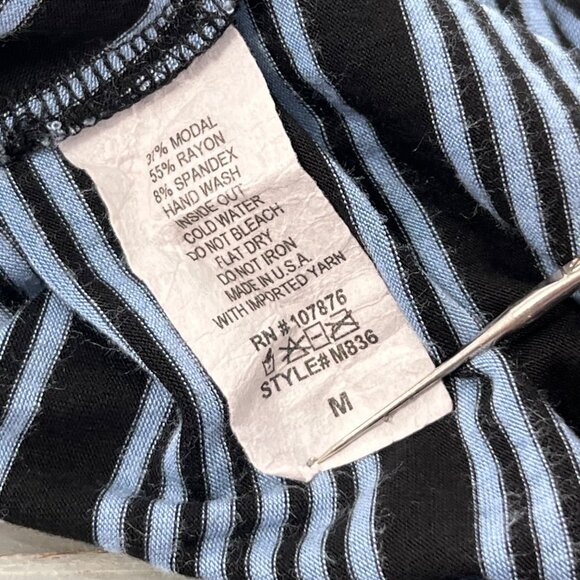 37% MODAL
55% RAYON
8% SPANDEX
HAND WASH
INSIDE OUT
COLD WATER
DO NOT BLEACH
FLAT DRY
DO NOT IRON
MADE IN U.S.A.
WITH IMPORTED YARN
RN # 107876
STYLE# M836
M